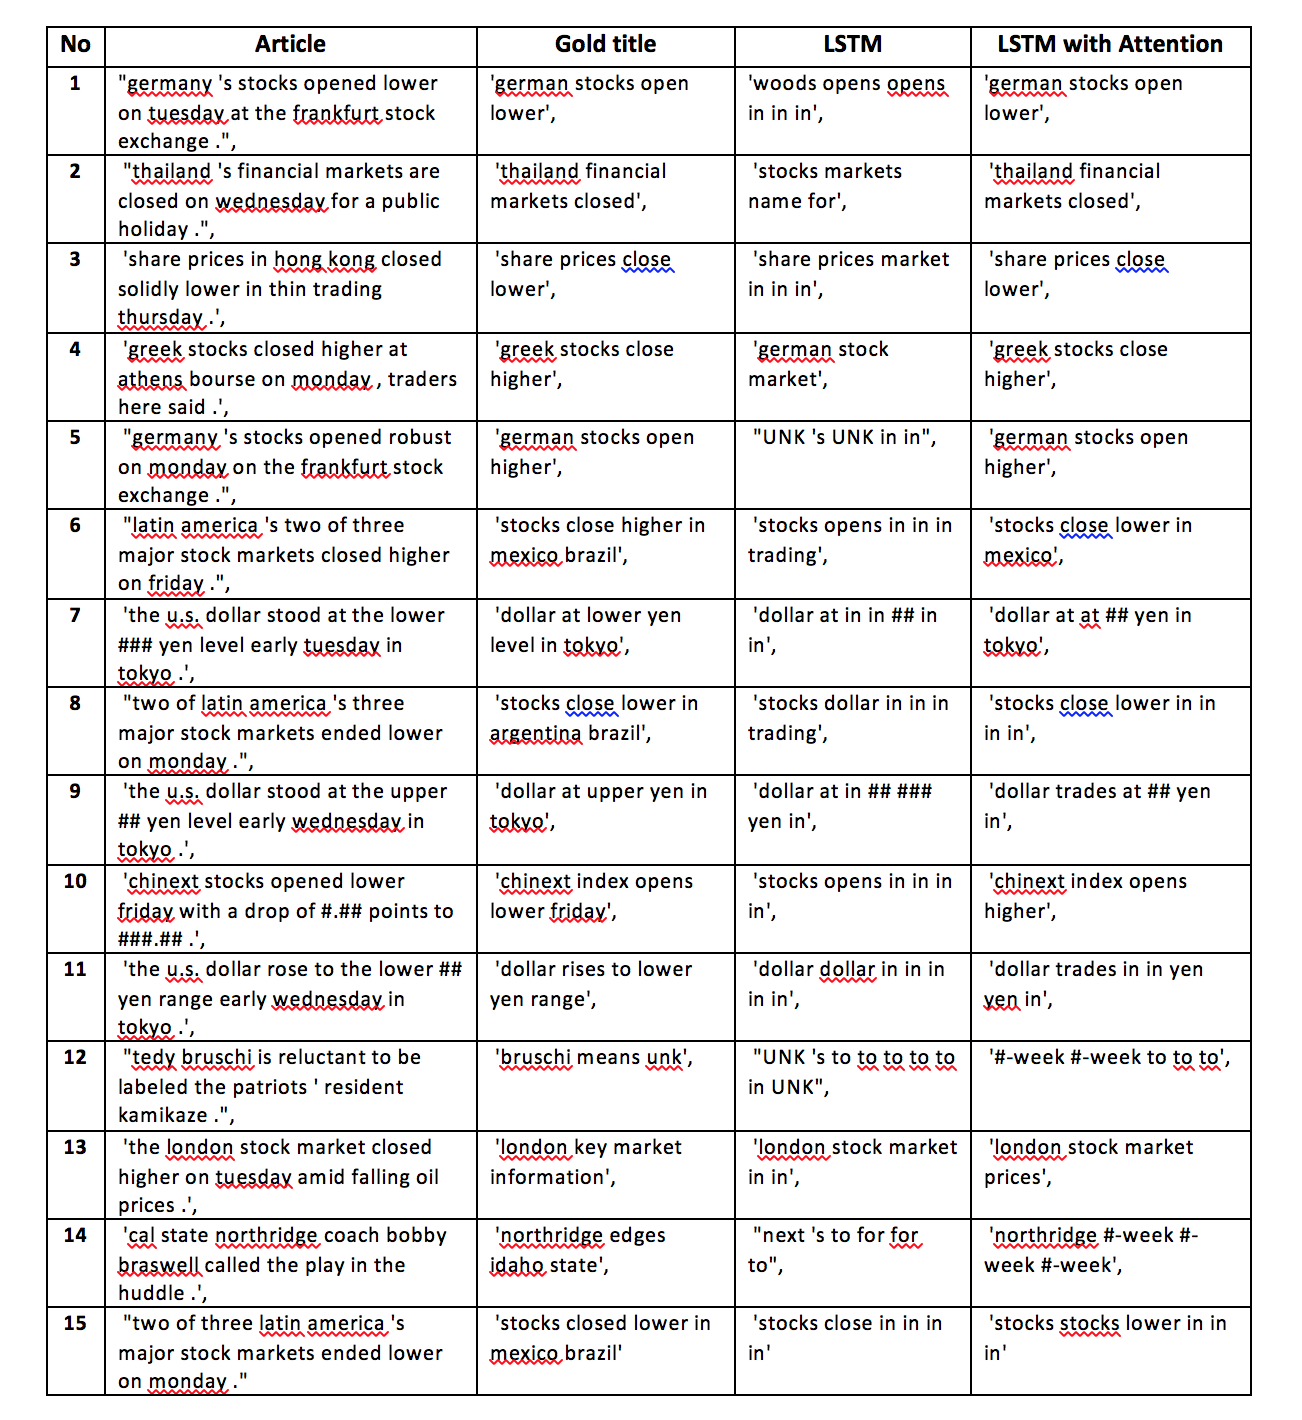 No Article Gold title LSTM LSTM with Attention
1 "germany 's stocks opened lower 'german stocks open 'woods opens opens 'german stocks open
on tuesday at the frankfurt stock lower', in in in', lower',
exchange .",
2 "thailand 's financial markets are 'thailand financial 'stocks markets 'thailand financial
closed on wednesday for a public markets closed', name for', markets closed',
holiday .",
3 'share prices in hong kong closed 'share prices close 'share prices market 'share prices close
solidly lower in thin trading lower', in in in', lower',
thursday .',
4 'greek stocks closed higher at 'greek stocks close 'german stock 'greek stocks close
athens bourse on monday , traders higher', market', higher',
here said .',
5 "germany 's stocks opened robust 'german stocks open "UNK 's UNK in in", 'german stocks open
on monday on the frankfurt stock higher', higher',
exchange .",
6 "latin america 's two of three 'stocks close higher in 'stocks opens in in in 'stocks close lower in
major stock markets closed higher mexico brazil', trading', mexico',
on friday .",
7 'the u.s. dollar stood at the lower 'dollar at lower yen 'dollar at in in ## in 'dollar at at ## yen in
### yen level early tuesday in level in tokyo', in', tokyo',
tokyo .',
8 "two of latin america 's three 'stocks close lower in 'stocks dollar in in in 'stocks close lower in in
major stock markets ended lower argentina brazil', trading', in in',
on monday .",
9 'the u.s. dollar stood at the upper 'dollar at upper yen in 'dollar at in ## ### 'dollar trades at ## yen
## yen level early wednesday in tokyo', yen in', in',
tokyo .',
10 'chinext stocks opened lower 'chinext index opens 'stocks opens in in in 'chinext index opens
friday with a drop of #.## points to lower friday', in', higher',
###.## .',
11 'the u.s. dollar rose to the lower ## 'dollar rises to lower 'dollar dollar in in in 'dollar trades in in yen
yen range early wednesday in yen range', in in', yen in',
tokyo .',
12 "tedy bruschi is reluctant to be 'bruschi means unk', "UNK 's to to to to to '#-week #-week to to to',
labeled the patriots ' resident in UNK",
kamikaze .",
13 'the london stock market closed 'london key market 'london stock market 'london stock market
higher on tuesday amid falling oil information', in in', prices',
prices .',
14 'cal state northridge coach bobby 'northridge edges "next 's to for for 'northridge #-week #-
braswell called the play in the idaho state', to", week #-week',
huddle .',
15 "two of three latin america 's 'stocks closed lower in 'stocks close in in in 'stocks stocks lower in in
major stock markets ended lower mexico brazil' in' in'
on monday ."